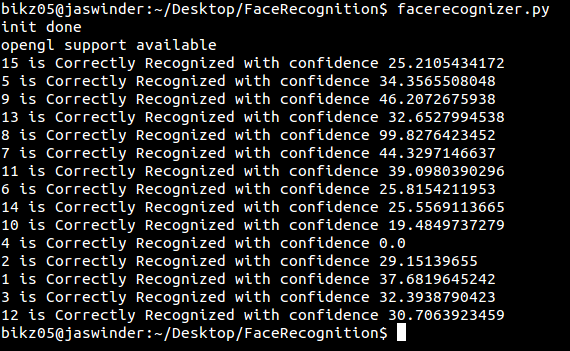 bikz05@jaswinder:~/Desktop/FaceRecognition$ facerecognizer.py
init done
opengl support available
15 is Correctly Recognized with confidence 25.2105434172
5 is Correctly Recognized with confidence 34.3565508048
9 is Correctly Recognized with confidence 46.2072675938
13 is Correctly Recognized with confidence 32.6527994538
8 is Correctly Recognized with confidence 99.8276423452
7 is Correctly Recognized with confidence 44.3297146637
11 is Correctly Recognized with confidence 39.0980390296
6 is Correctly Recognized with confidence 25.8154211953
14 is Correctly Recognized with confidence 25.5569113665
10 is Correctly Recognized with confidence 19.4849737279
4 is Correctly Recognized with confidence 0.0
2 is Correctly Recognized with confidence 29.15139655
1 is Correctly Recognized with confidence 37.6819645242
3 is Correctly Recognized with confidence 32.3938790423
12 is Correctly Recognized with confidence 30.7063923459
bikz05@jaswinder:~/Desktop/FaceRecognition$